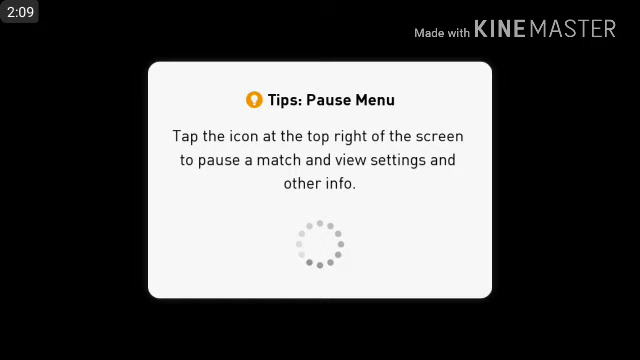 2:09
Made with KINEMASTER
Tips: Pause Menu
Tap the icon at the top right of the screen
to pause a match and view settings and
other info.